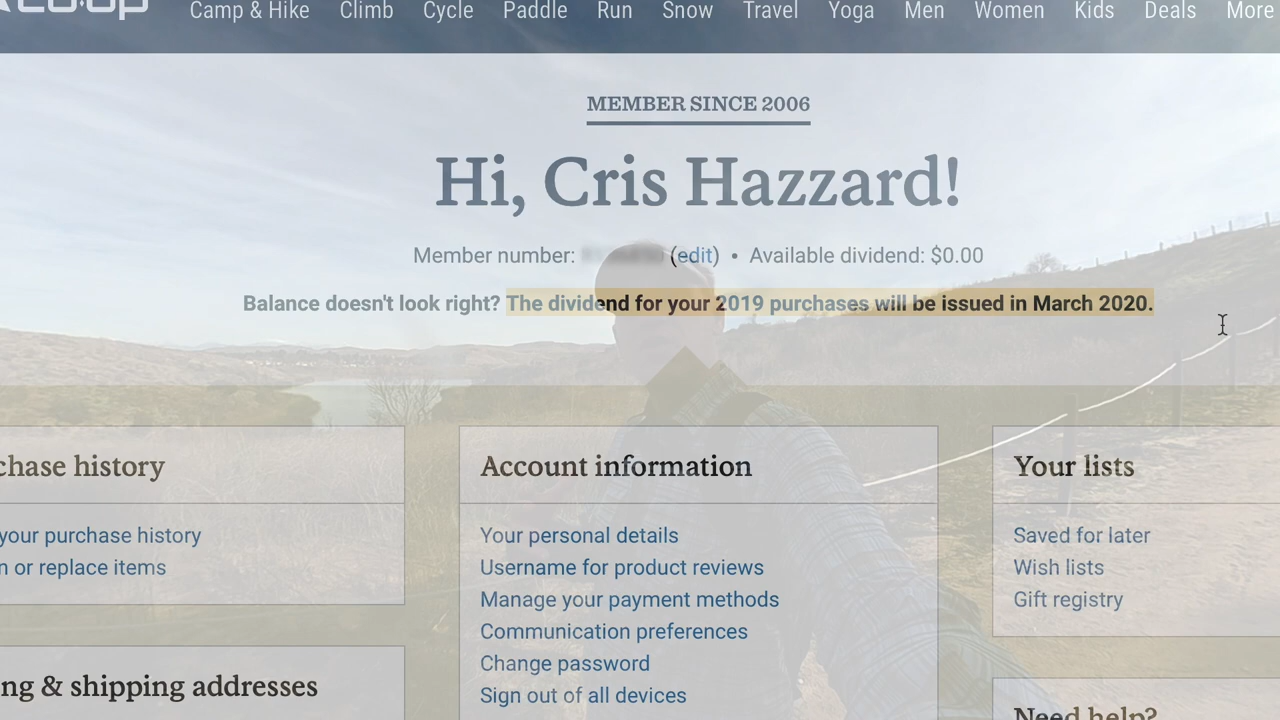 co·op
Camp & Hike Climb Cycle Paddle Run Snow Travel Yoga Men Women Kids Deals More
MEMBER SINCE 2006
Hi, Cris Hazzard!
Member number: (edit) • Available dividend: $0.00
Balance doesn't look right? The dividend for your 2019 purchases will be issued in March 2020.
chase history
your purchase history
n or replace items
ng & shipping addresses
Account information
Your personal details
Username for product reviews
Manage your payment methods
Communication preferences
Change password
Sign out of all devices
Your lists
Saved for later
Wish lists
Gift registry
Need help?